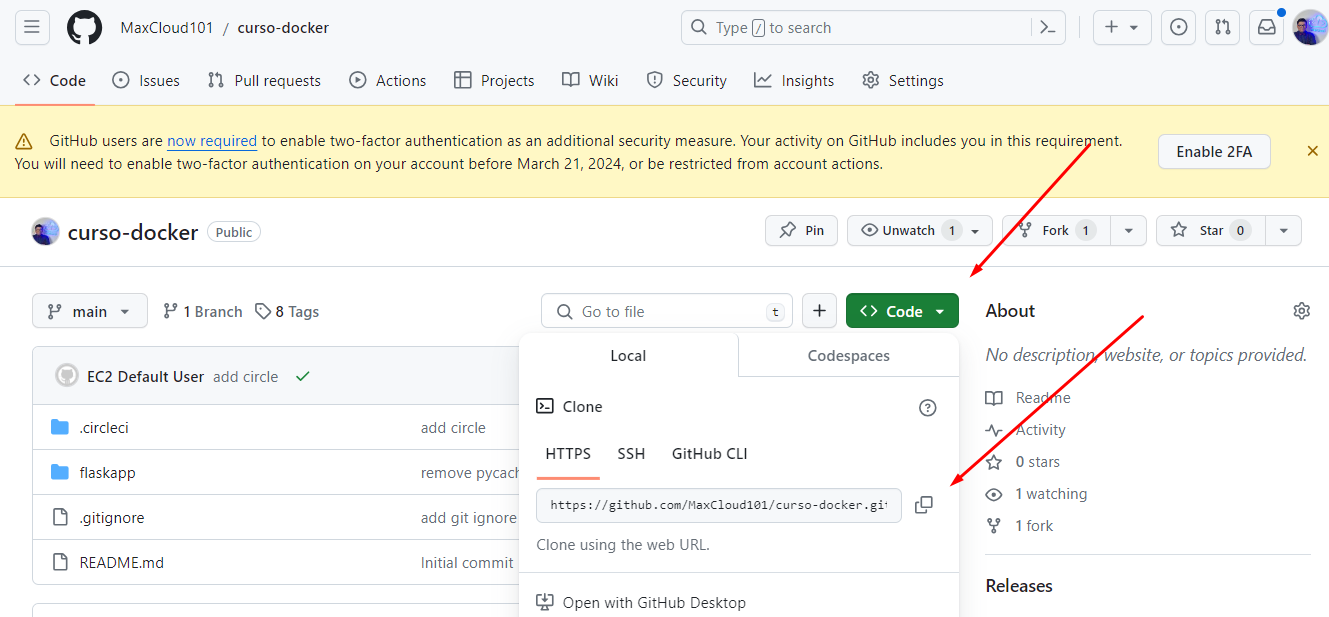 MaxCloud101 / curso-docker
Type / to search
Code
Issues
Pull requests
Actions
Projects
Wiki
Security
Insights
Settings
GitHub users are now required to enable two-factor authentication as an additional security measure. Your activity on GitHub includes you in this requirement.
You will need to enable two-factor authentication on your account before March 21, 2024, or be restricted from account actions.
Enable 2FA
curso-docker
Public
Pin
Unwatch 1
Fork 1
Star 0
main
1 Branch
8 Tags
Go to file
t
Code
About
Local
Codespaces
No description, website, or topics provided.
EC2 Default User add circle
Clone
Readme
.circleci
add circle
Activity
HTTPS
SSH
GitHub CLI
0 stars
flaskapp
remove pycach
1 watching
https://github.com/MaxCloud101/curso-docker.git
.gitignore
add git ignore
1 fork
Clone using the web URL.
README.md
Initial commit
Releases
Open with GitHub Desktop